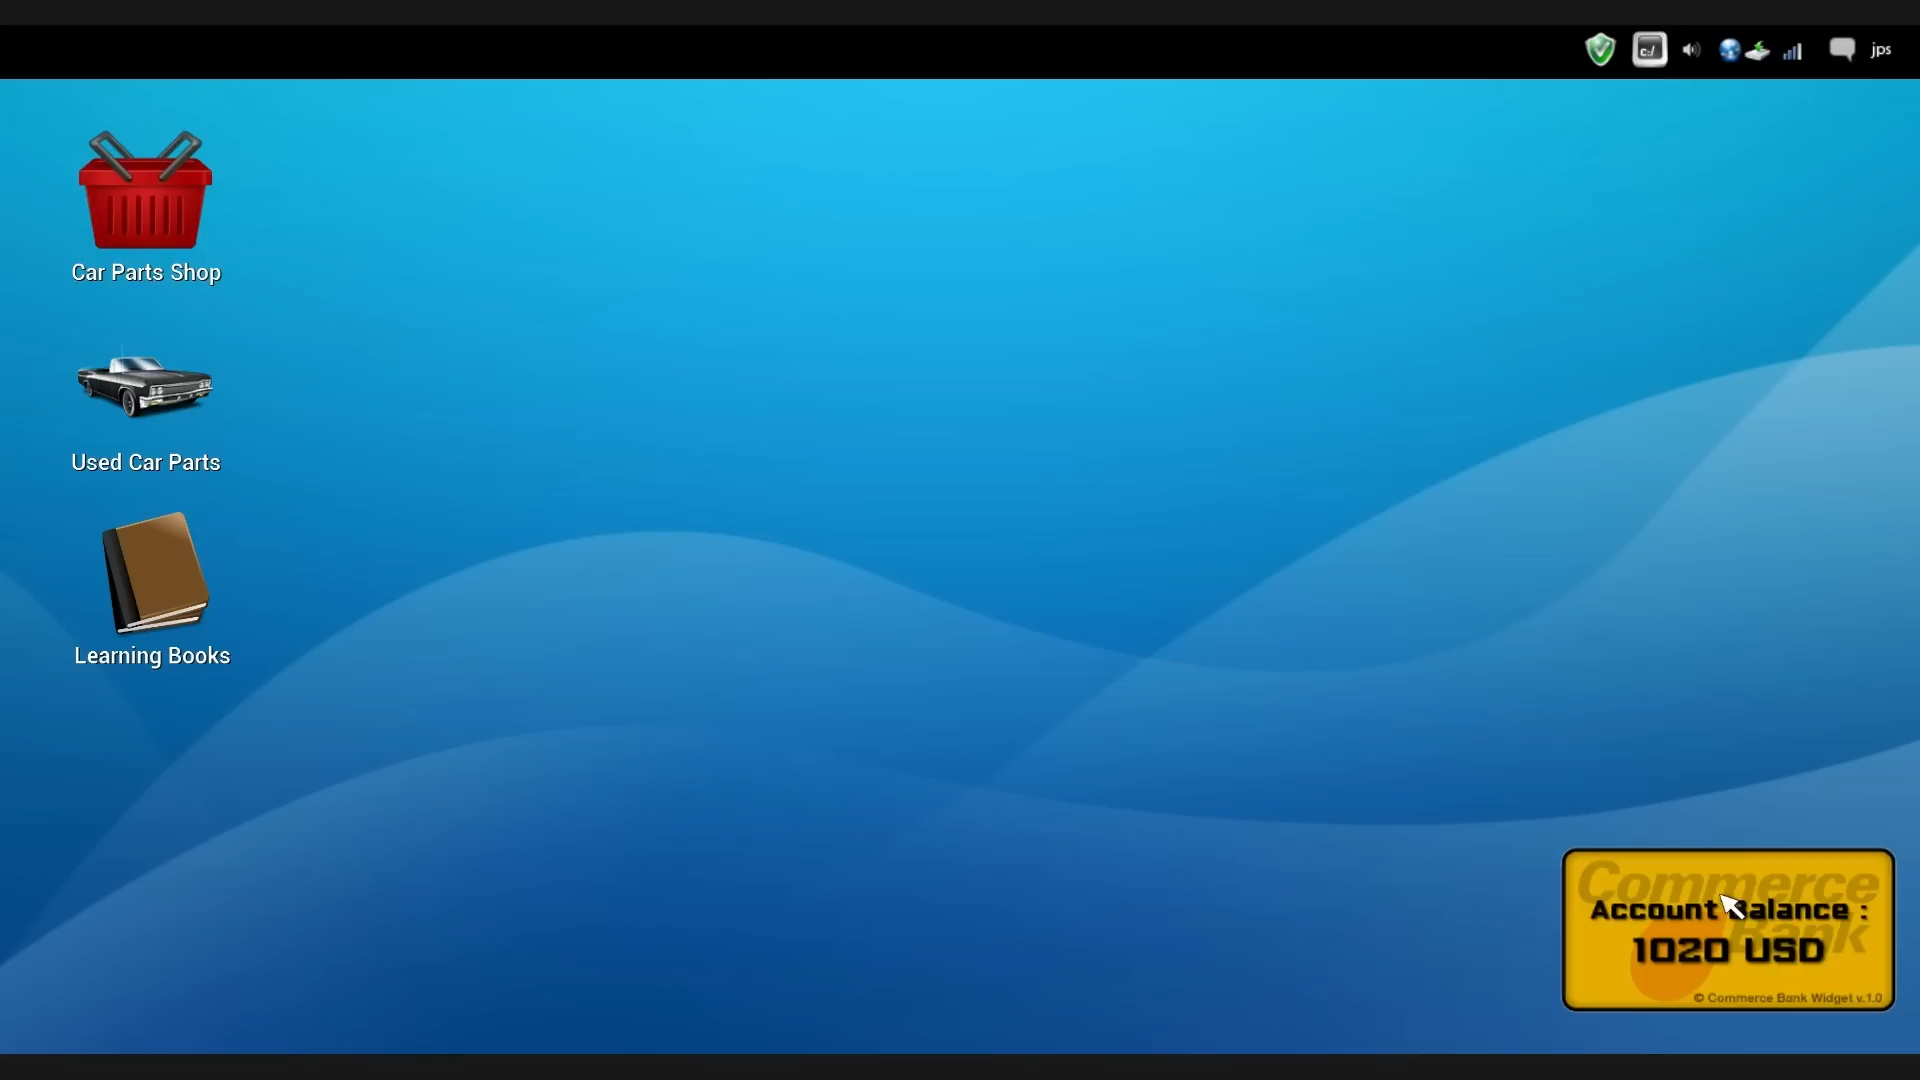 c:/
jps
Car Parts Shop
Used Car Parts
Learning Books
Commerce
Bank
Account Balance :
1020 USD
© Commerce Bank Widget v.1.0